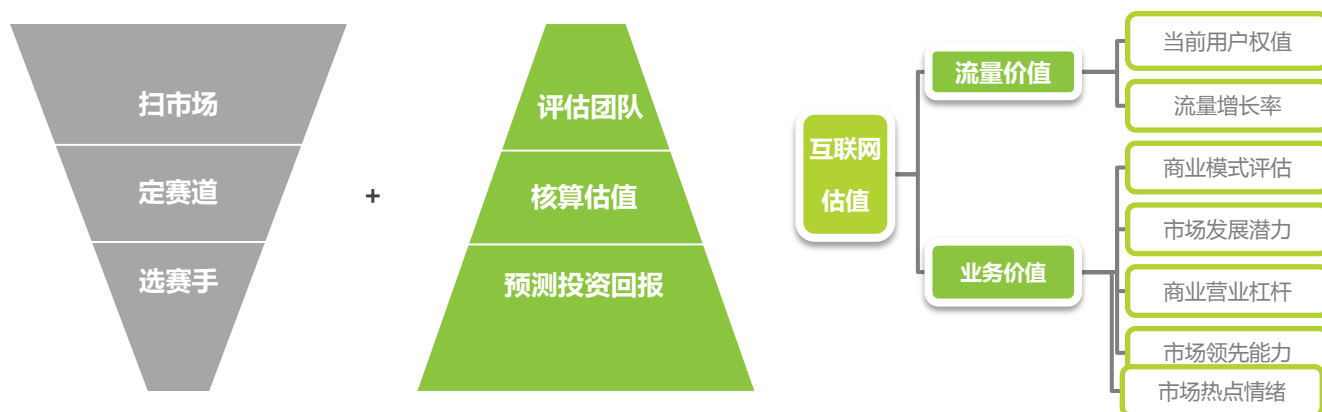 扫市场
定赛道
选赛手
+
评估团队
核算估值
预测投资回报
互联网
估值
流量价值
当前用户权值
流量增长率
业务价值
商业模式评估
市场发展潜力
商业营业杠杆
市场领先能力
市场热点情绪